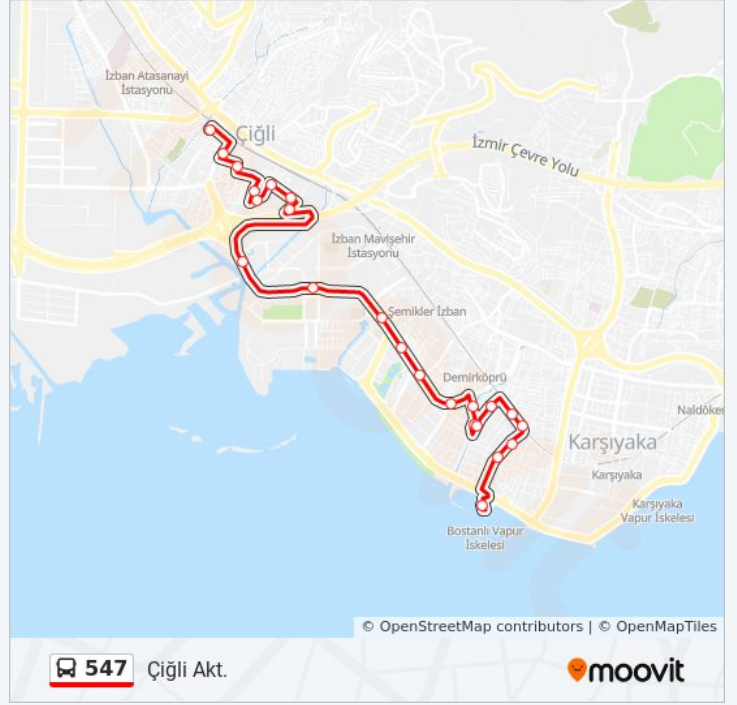 İzban Atasanayi
İstasyonu
Çiğli
İzmir Çevre Yolu
İzban Mavişehir
İstasyonu
Şemikler İzban
Demirköprü
Naldöken
Karşıyaka
Karşıyaka
Karşıyaka
Vapur İskelesi
Bostanlı Vapur
İskelesi
© OpenStreetMap contributors | © OpenMapTiles
547 Çiğli Akt.
moovit